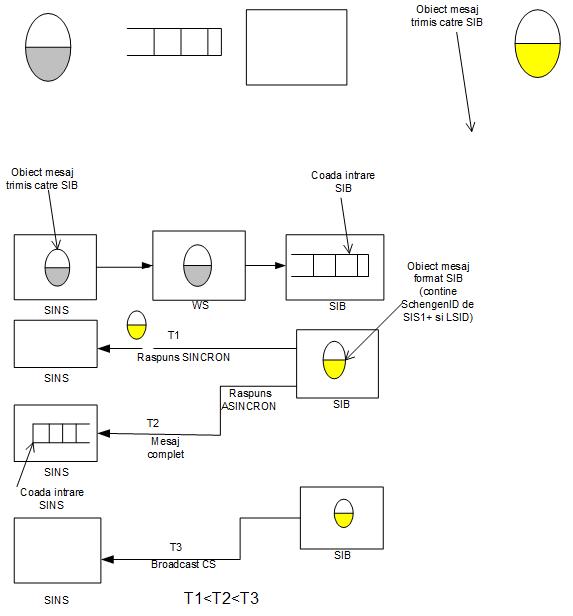 Obiect mesaj
trimis catre SIB
Obiect mesaj
trimis catre SIB
Coada intrare
SIB
Obiect mesaj
format SIB
(contine
SchengenID de
SIS1+ si LSID)
SINS
WS
SIB
T1
Raspuns SINCRON
SINS
Raspuns
ASINCRON
SIB
T2
Mesaj
complet
SINS
Coada intrare
SINS
T3
Broadcast CS
SIB
SINS
T1<T2<T3